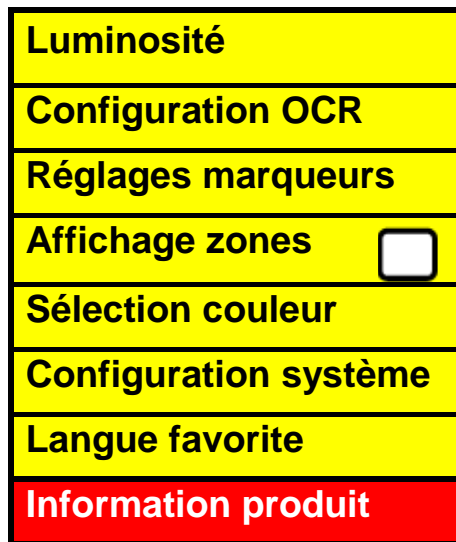 Luminosité
Configuration OCR
Réglages marqueurs
Affichage zones
Sélection couleur
Configuration système
Langue favorite
Information produit